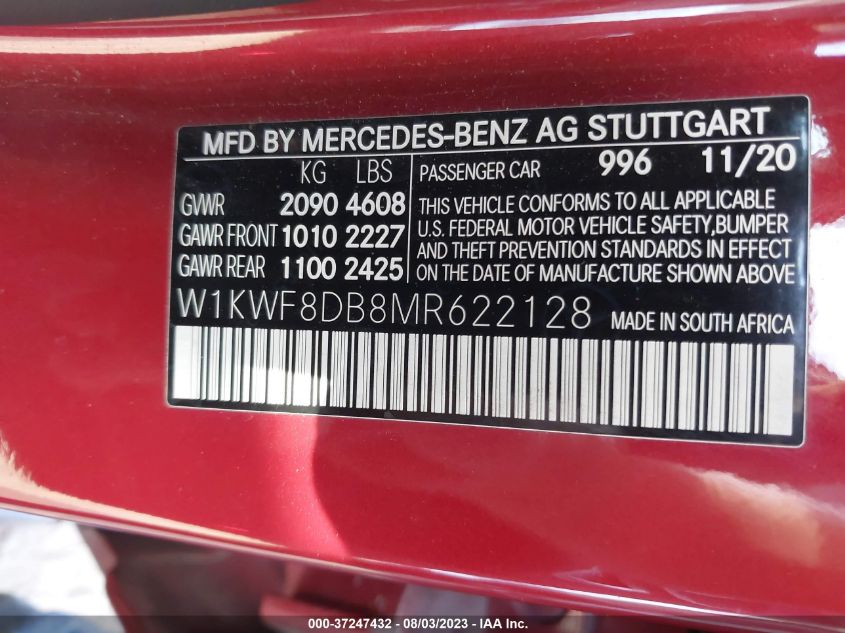 MFD BY MERCEDES-BENZ AG STUTTGART
KG LBS
GVWR 2090 4608
GAWR FRONT 1010 2227
GAWR REAR 1100 2425
PASSENGER CAR 996 11/20
THIS VEHICLE CONFORMS TO ALL APPLICABLE
U.S. FEDERAL MOTOR VEHICLE SAFETY,BUMPER
AND THEFT PREVENTION STANDARDS IN EFFECT
ON THE DATE OF MANUFACTURE SHOWN ABOVE
W1KWF8DB8MR622128 MADE IN SOUTH AFRICA
000-37247432 - 08/03/2023 - IAA Inc.